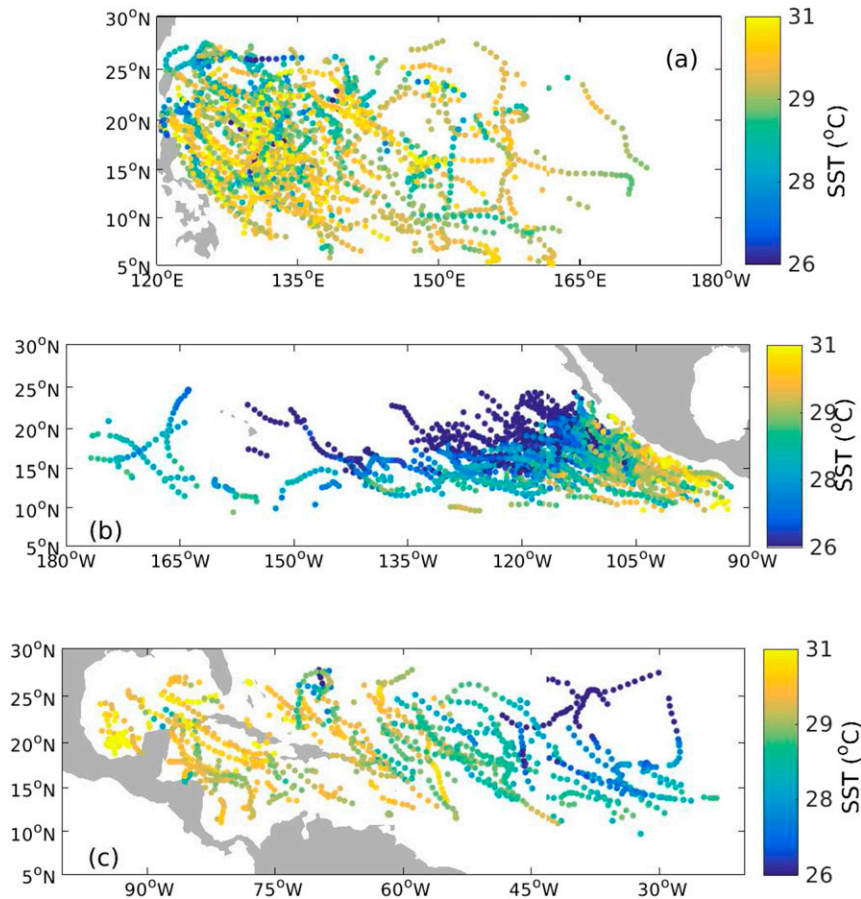 30°N
25°N
20°N
15°N
10°N
5°N
120°E
135°E
150°E
165°E
180°W
(a)
31
29
28
26
SST (°C)
30°N
25°N
20°N
15°N
10°N
5°N
180°W
165°W
150°W
135°W
120°W
105°W
90°W
(b)
31
29
28
26
SST (°C)
30°N
25°N
20°N
15°N
10°N
5°N
90°W
75°W
60°W
45°W
30°W
(c)
31
29
28
26
SST (°C)